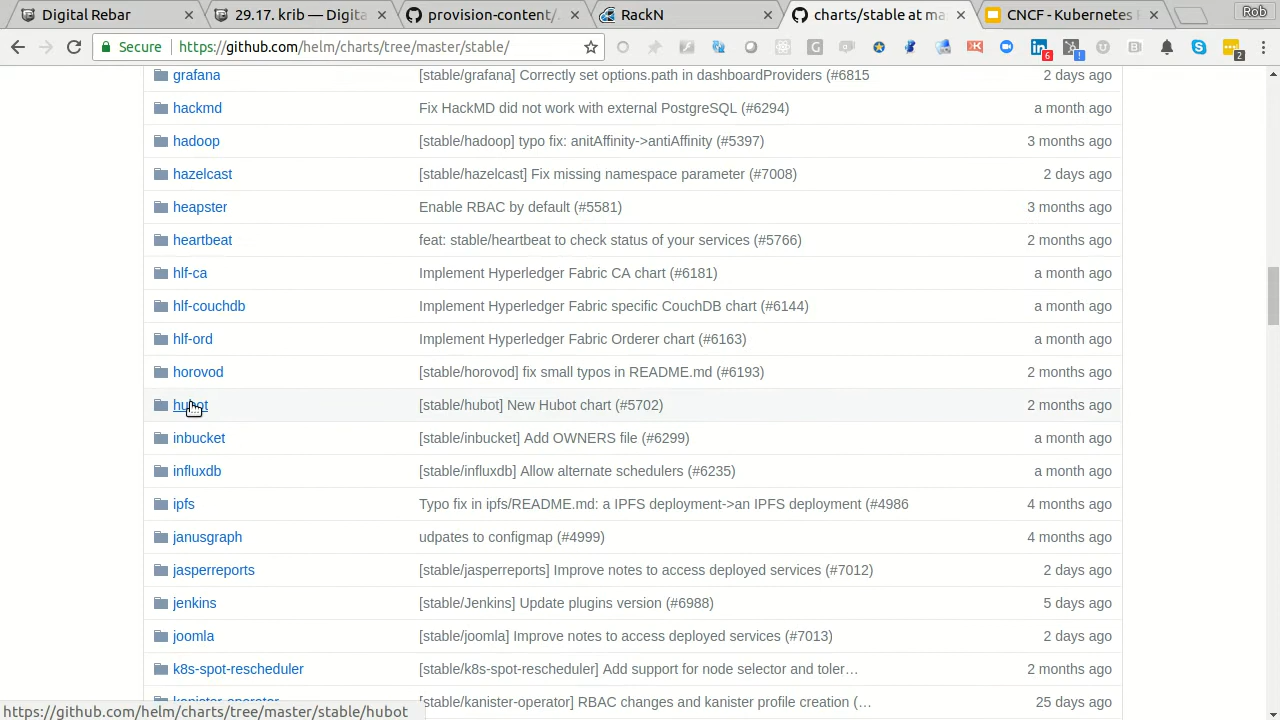 Digital Rebar
29.17. krib — Digita
provision-content/
RackN
charts/stable at ma
CNCF - Kubernetes
Rob
Secure
https://github.com/helm/charts/tree/master/stable/
6
!
2
grafana [stable/grafana] Correctly set options.path in dashboardProviders (#6815 2 days ago
hackmd Fix HackMD did not work with external PostgreSQL (#6294) a month ago
hadoop [stable/hadoop] typo fix: anitAffinity->antiAffinity (#5397) 3 months ago
hazelcast [stable/hazelcast] Fix missing namespace parameter (#7008) 2 days ago
heapster Enable RBAC by default (#5581) 3 months ago
heartbeat feat: stable/heartbeat to check status of your services (#5766) 2 months ago
hlf-ca Implement Hyperledger Fabric CA chart (#6181) a month ago
hlf-couchdb Implement Hyperledger Fabric specific CouchDB chart (#6144) a month ago
hlf-ord Implement Hyperledger Fabric Orderer chart (#6163) a month ago
horovod [stable/horovod] fix small typos in README.md (#6193) 2 months ago
hubot [stable/hubot] New Hubot chart (#5702) 2 months ago
inbucket [stable/inbucket] Add OWNERS file (#6299) a month ago
influxdb [stable/influxdb] Allow alternate schedulers (#6235) a month ago
ipfs Typo fix in ipfs/README.md: a IPFS deployment->an IPFS deployment (#4986 4 months ago
janusgraph udpates to configmap (#4999) 4 months ago
jasperreports [stable/jasperreports] Improve notes to access deployed services (#7012) 2 days ago
jenkins [stable/Jenkins] Update plugins version (#6988) 5 days ago
joomla [stable/joomla] Improve notes to access deployed services (#7013) 2 days ago
k8s-spot-rescheduler [stable/k8s-spot-rescheduler] Add support for node selector and toler… 2 months ago
kanister-operator [stable/kanister-operator] RBAC changes and kanister profile creation (… 25 days ago
https://github.com/helm/charts/tree/master/stable/hubot